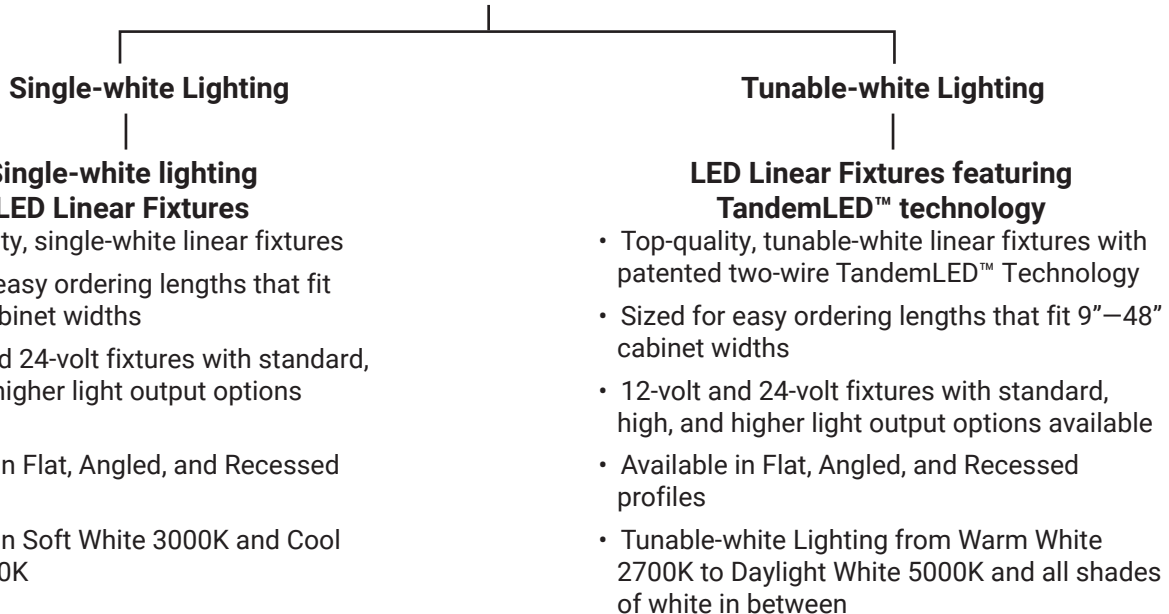 Single-white Lighting
Single-white lighting
LED Linear Fixtures
ty, single-white linear fixtures
easy ordering lengths that fit
binet widths
d 24-volt fixtures with standard,
higher light output options
n Flat, Angled, and Recessed
n Soft White 3000K and Cool
0K
Tunable-white Lighting
LED Linear Fixtures featuring
TandemLED™ technology
• Top-quality, tunable-white linear fixtures with
patented two-wire TandemLED™ Technology
• Sized for easy ordering lengths that fit 9”—48”
cabinet widths
• 12-volt and 24-volt fixtures with standard,
high, and higher light output options available
• Available in Flat, Angled, and Recessed
profiles
• Tunable-white Lighting from Warm White
2700K to Daylight White 5000K and all shades
of white in between